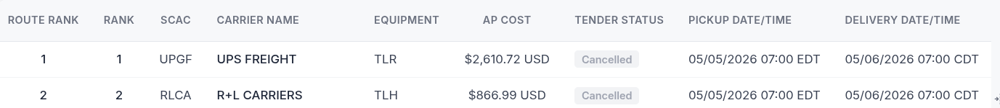 ROUTE RANK RANK SCAC CARRIER NAME EQUIPMENT AP COST TENDER STATUS PICKUP DATE/TIME DELIVERY DATE/TIME
1 1 UPGF UPS FREIGHT TLR $2,610.72 USD Cancelled 05/05/2026 07:00 EDT 05/06/2026 07:00 CDT
2 2 RLCA R+L CARRIERS TLH $866.99 USD Cancelled 05/05/2026 07:00 EDT 05/06/2026 07:00 CDT